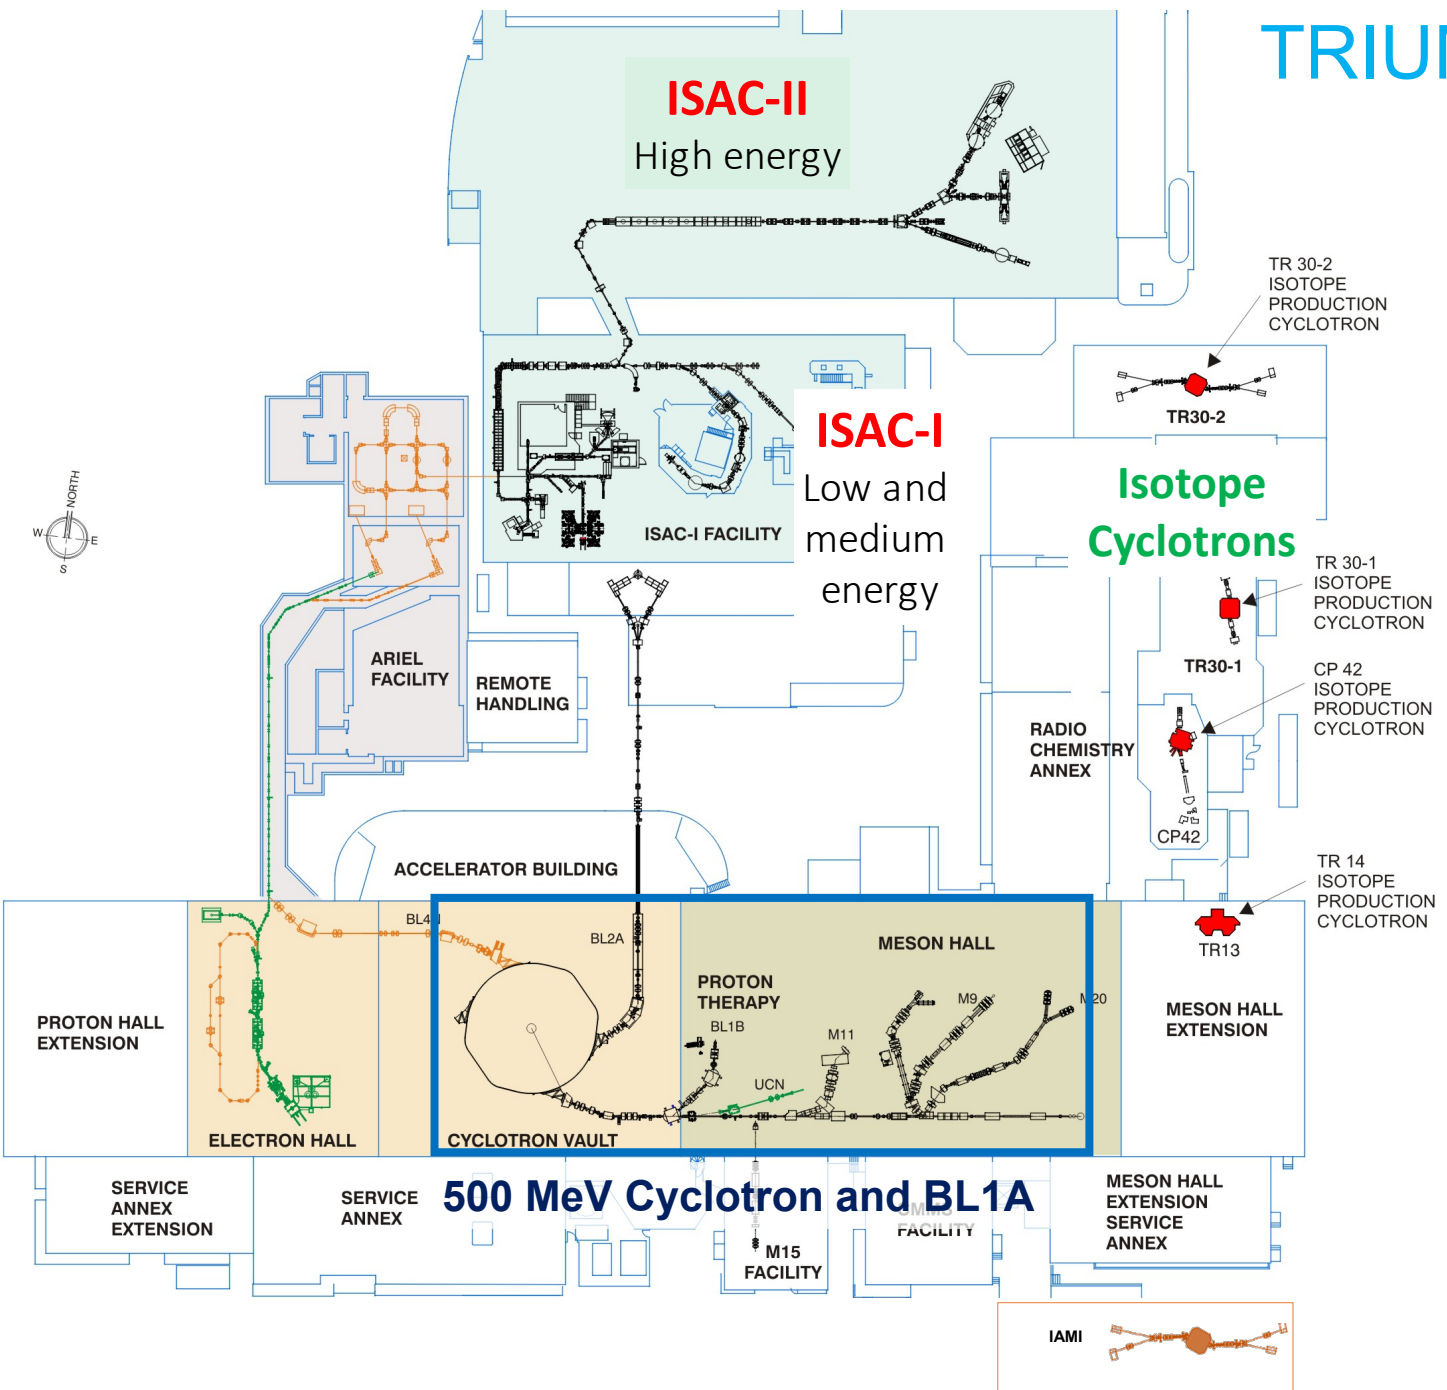 TRIUI
ISAC-II
High energy
TR 30-2
ISOTOPE
PRODUCTION
CYCLOTRON
TR30-2
ISAC-I
Low and
medium
energy
Isotope
Cyclotrons
NORTH
W
E
S
ISAC-I FACILITY
TR 30-1
ISOTOPE
PRODUCTION
CYCLOTRON
TR30-1
ARIEL
FACILITY
REMOTE
HANDLING
CP 42
ISOTOPE
PRODUCTION
CYCLOTRON
RADIO
CHEMISTRY
ANNEX
CP42
ACCELERATOR BUILDING
TR 14
ISOTOPE
PRODUCTION
CYCLOTRON
TR13
BL4N
BL2A
MESON HALL
PROTON
THERAPY
BL1B
M9
M20
M11
UCN
PROTON HALL
EXTENSION
MESON HALL
EXTENSION
ELECTRON HALL
CYCLOTRON VAULT
500 MeV Cyclotron and BL1A
SERVICE
ANNEX
EXTENSION
SERVICE
ANNEX
M15
FACILITY
FACILITY
MESON HALL
EXTENSION
SERVICE
ANNEX
IAMI